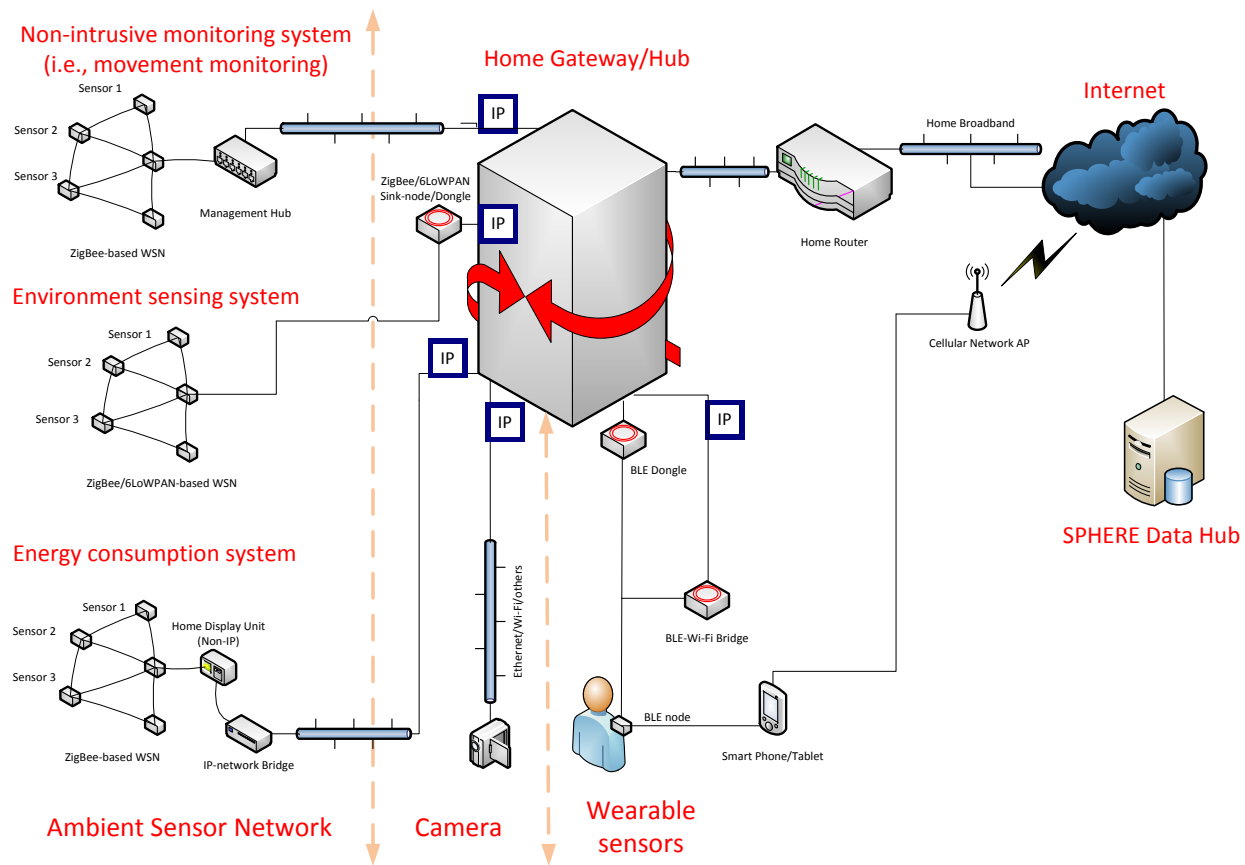 Non-intrusive monitoring system
(i.e., movement monitoring)
Sensor 1
Sensor 2
Sensor 3
Management Hub
ZigBee-based WSN
Home Gateway/Hub
IP
ZigBee/6LoWPAN
Sink-node/Dongle
IP
Internet
Home Broadband
Home Router
Cellular Network AP
Environment sensing system
Sensor 1
Sensor 2
Sensor 3
ZigBee/6LoWPAN-based WSN
IP
IP
IP
BLE Dongle
SPHERE Data Hub
Energy consumption system
Sensor 1
Sensor 2
Sensor 3
Home Display Unit
(Non-IP)
ZigBee-based WSN
IP-network Bridge
Ethernet/Wi-Fi/others
BLE-Wi-Fi Bridge
BLE node
Smart Phone/Tablet
Ambient Sensor Network
Camera
Wearable
sensors